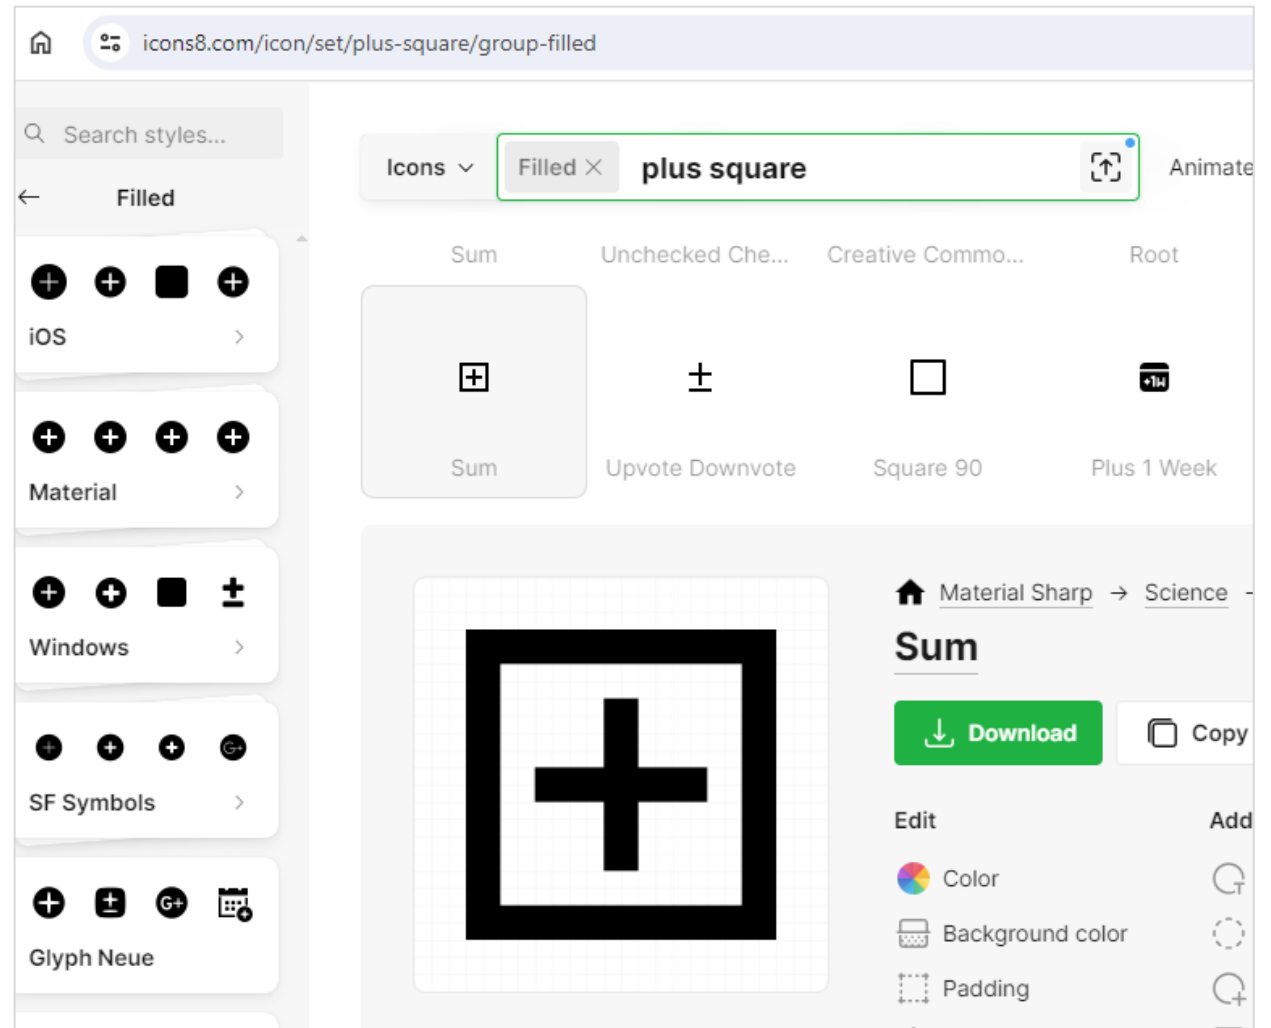 icons8.com/icon/set/plus-square/group-filled
Search styles...
Filled
iOS
Material
Windows
SF Symbols
G+
Glyph Neue
Icons
Filled
plus square
Animate
Sum
Unchecked Che...
Creative Commo...
Root
+1W
Sum
Upvote Downvote
Square 90
Plus 1 Week
Material Sharp → Science
Sum
Download
Copy
Edit
Add
Color
Background color
Padding